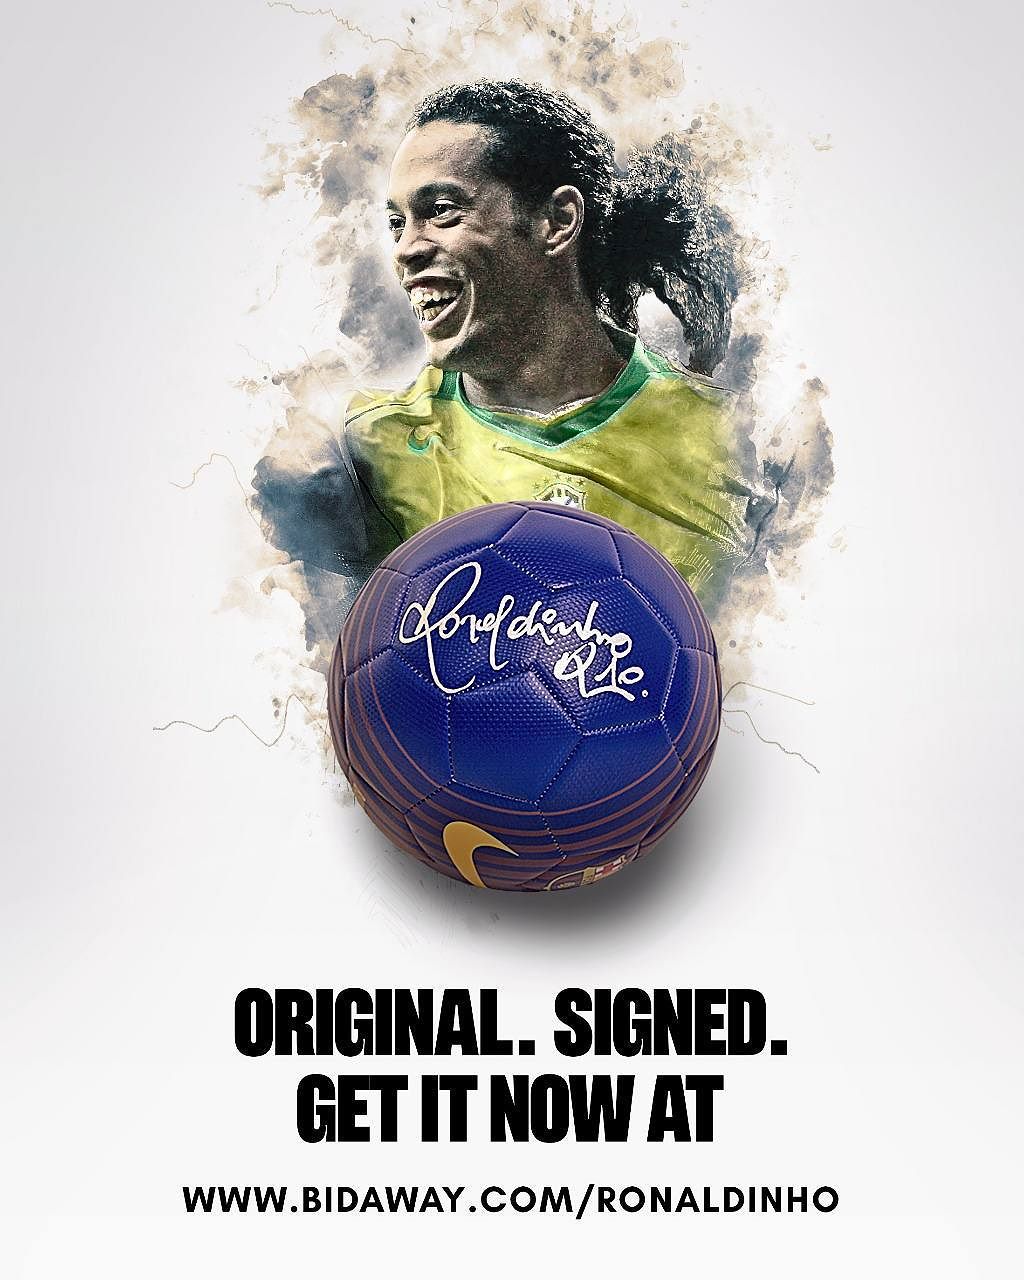 Ronaldinho
R10.
ORIGINAL. SIGNED.
GET IT NOW AT
WWW.BIDAWAY.COM/RONALDINHO